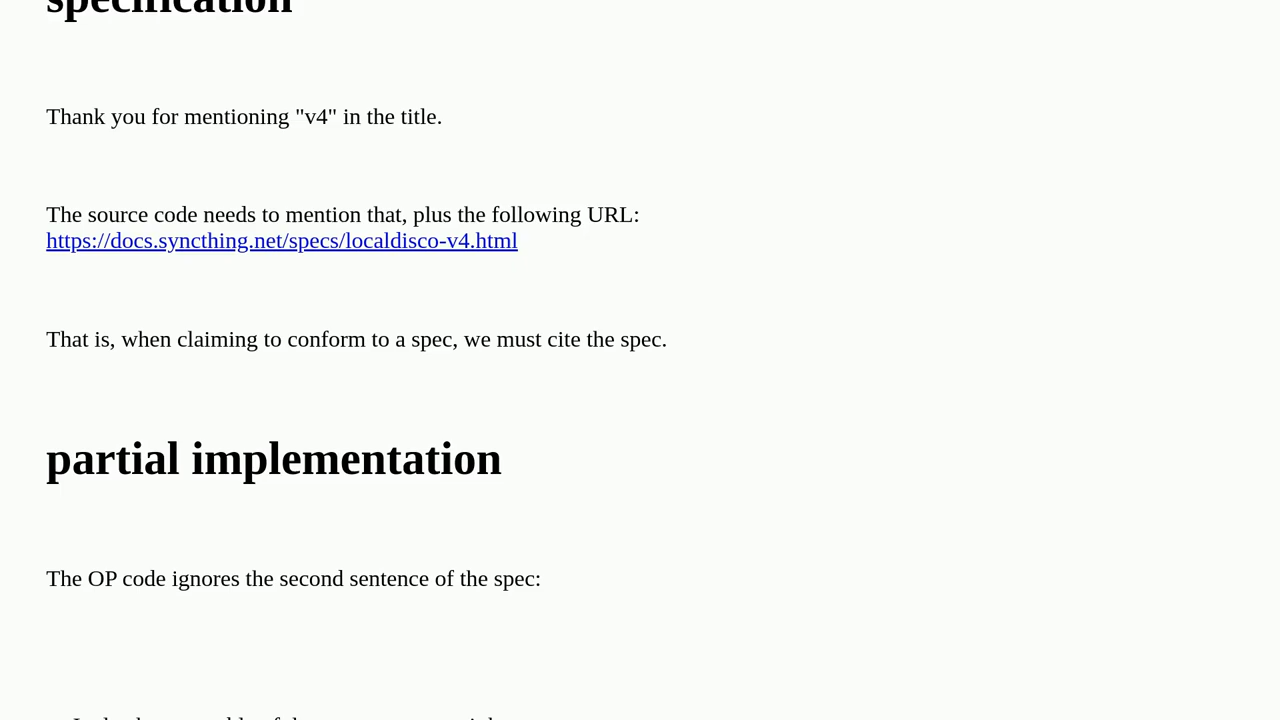 specification
Thank you for mentioning "v4" in the title.
The source code needs to mention that, plus the following URL:
https://docs.syncthing.net/specs/localdisco-v4.html
That is, when claiming to conform to a spec, we must cite the spec.
partial implementation
The OP code ignores the second sentence of the spec: